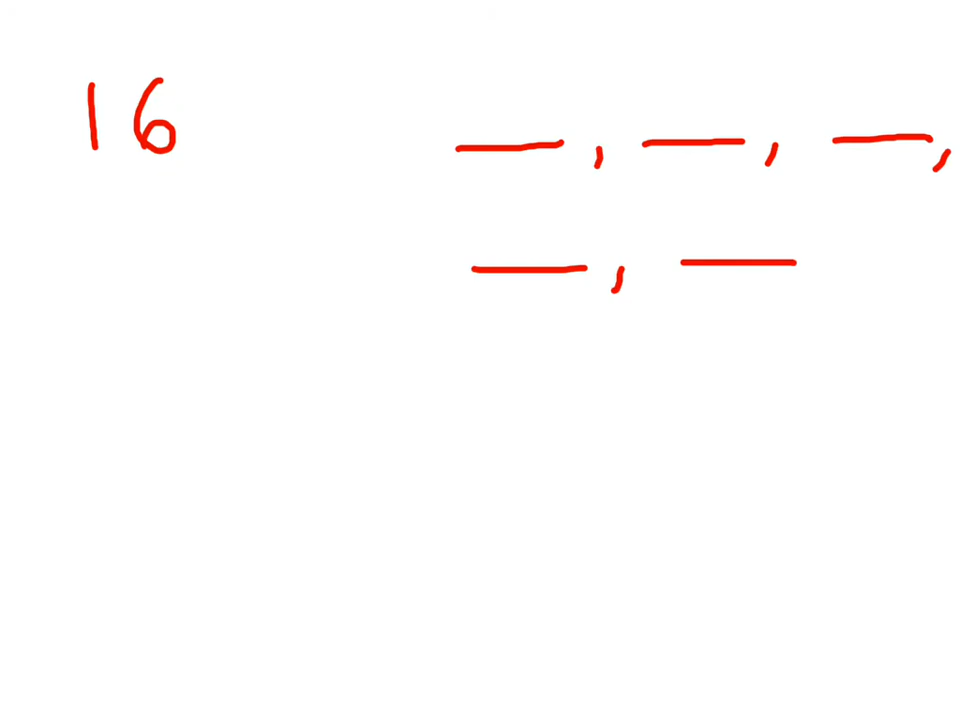 16 __, __, __,
__, __